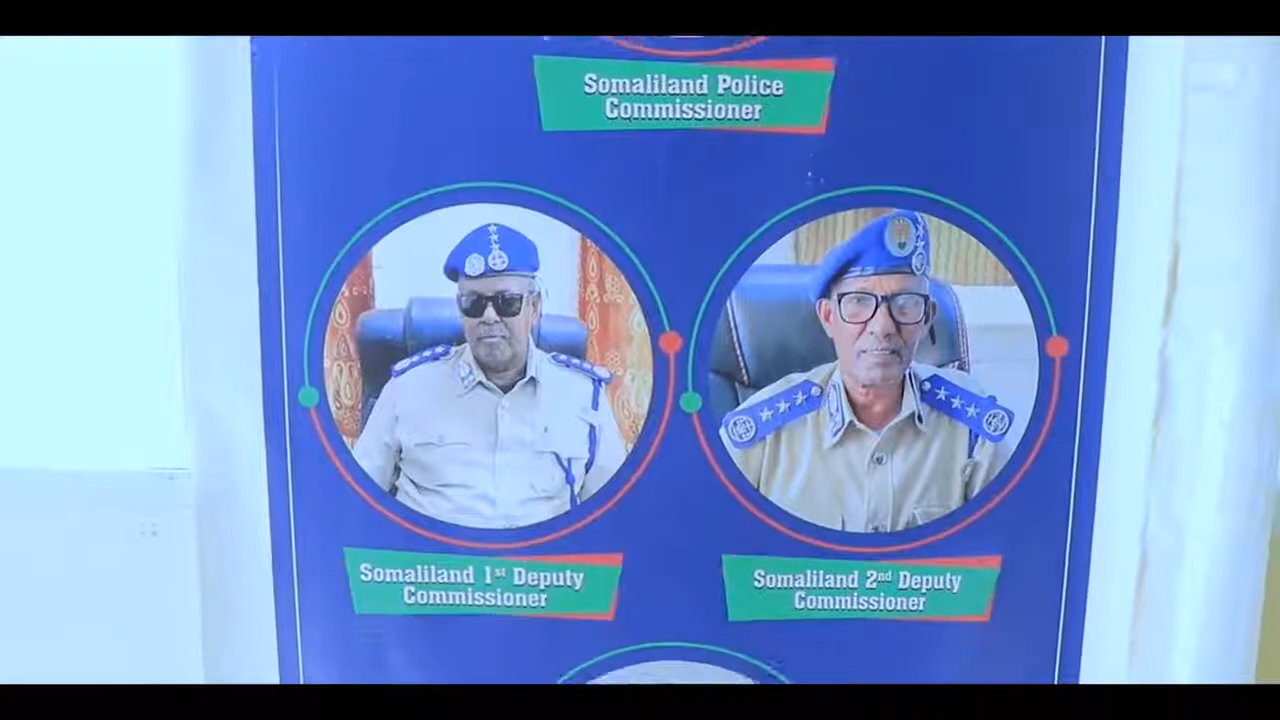 Somaliland Police
Commissioner
Somaliland 1st Deputy
Commissioner
Somaliland 2nd Deputy
Commissioner